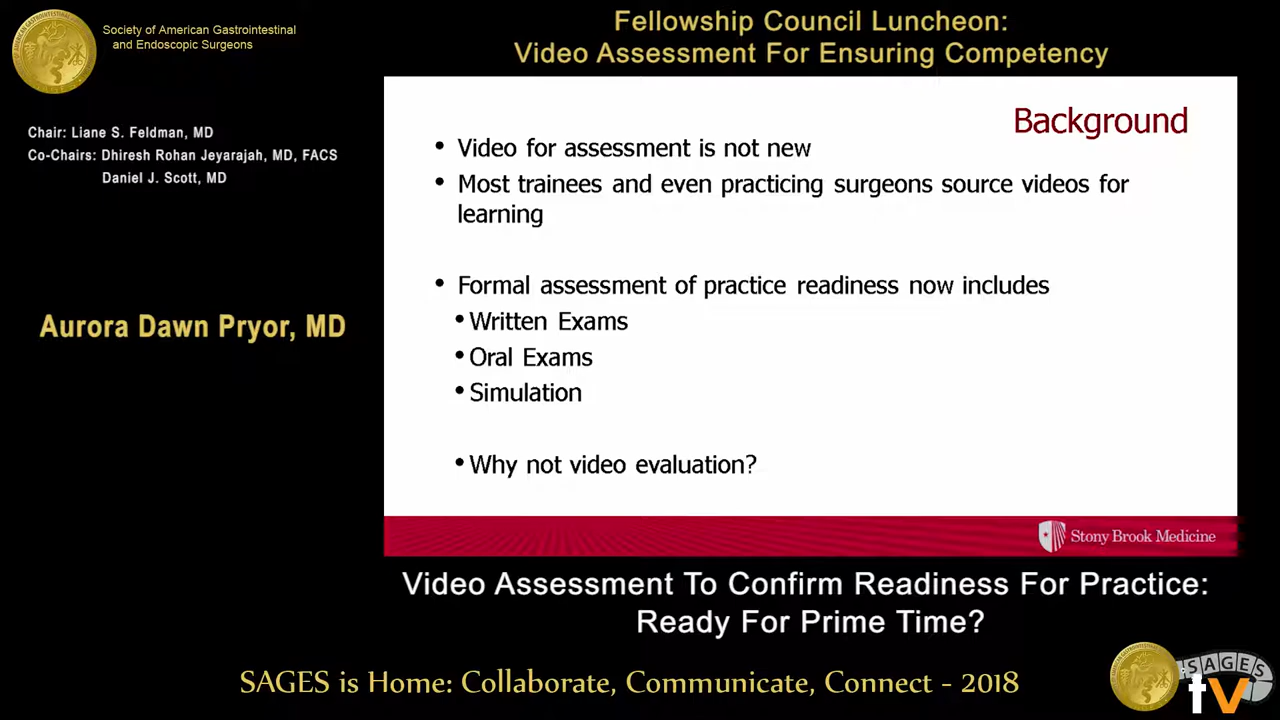 Society of American Gastrointestinal
and Endoscopic Surgeons
Fellowship Council Luncheon:
Video Assessment For Ensuring Competency
Chair: Liane S. Feldman, MD
Co-Chairs: Dhiresh Rohan Jeyarajah, MD, FACS
Daniel J. Scott, MD
Aurora Dawn Pryor, MD
Background
• Video for assessment is not new
• Most trainees and even practicing surgeons source videos for
learning
• Formal assessment of practice readiness now includes
• Written Exams
• Oral Exams
• Simulation
• Why not video evaluation?
Stony Brook Medicine
Video Assessment To Confirm Readiness For Practice:
Ready For Prime Time?
SAGES is Home: Collaborate, Communicate, Connect - 2018
SAGES
tv